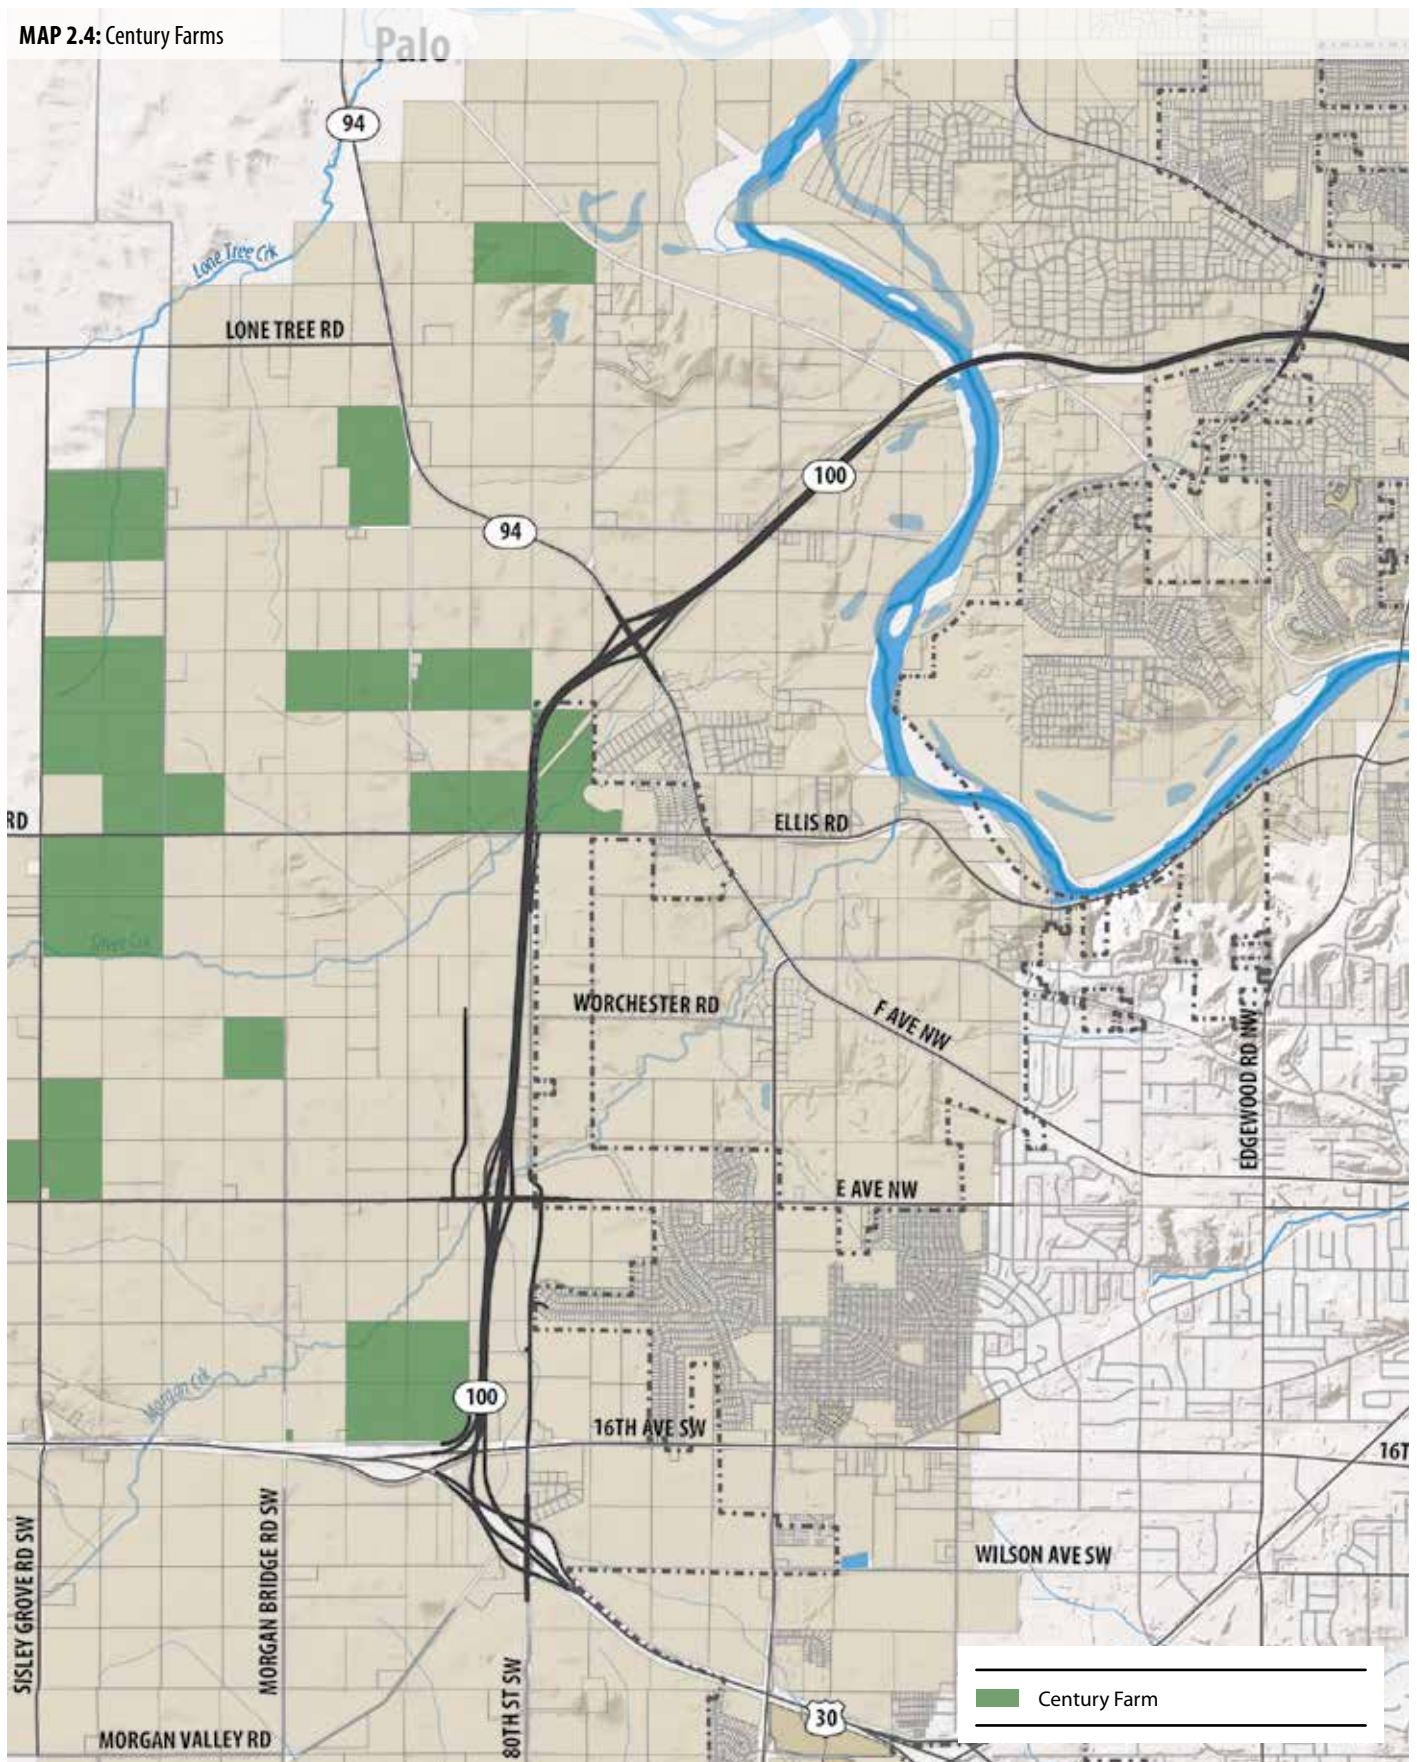 MAP 2.4: Century Farms
Palo
94
Lone Tree Crk
LONE TREE RD
100
94
RD
ELLIS RD
WORCHESTER RD
F AVE NW
EDGEWOOD RD NW
E AVE NW
Morgan Crk
100
16TH AVE SW
16T
SISLEY GROVE RD SW
MORGAN BRIDGE RD SW
WILSON AVE SW
80TH ST SW
Century Farm
30
MORGAN VALLEY RD